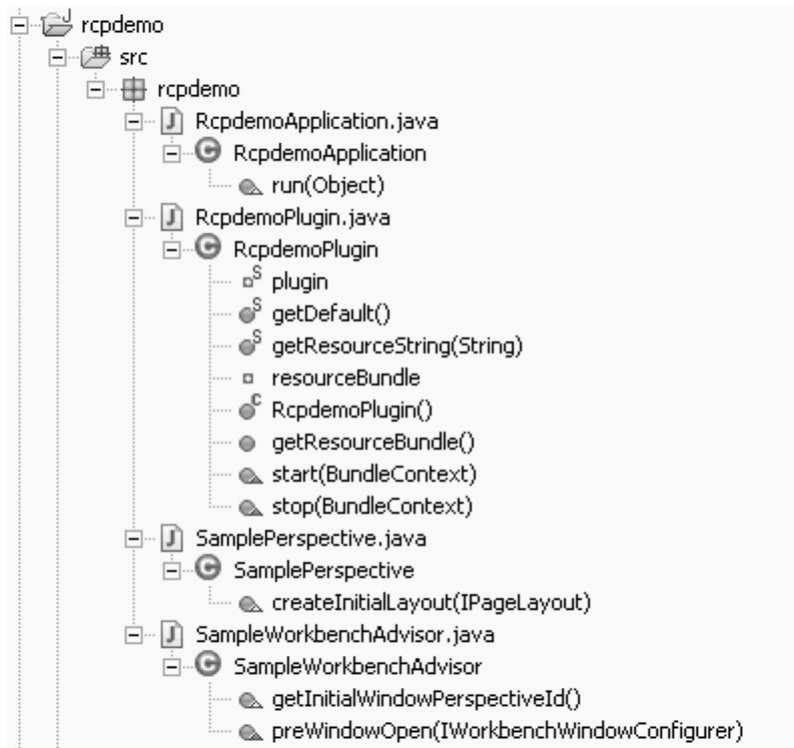 rcpdemo
src
rcpdemo
J RcpdemoApplication.java
C RcpdemoApplication
run(Object)
J RcpdemoPlugin.java
C RcpdemoPlugin
S plugin
S getDefault()
S getResourceString(String)
resourceBundle
C RcpdemoPlugin()
getResourceBundle()
start(BundleContext)
stop(BundleContext)
J SamplePerspective.java
C SamplePerspective
createInitialLayout(IPageLayout)
J SampleWorkbenchAdvisor.java
C SampleWorkbenchAdvisor
getInitialWindowPerspectiveId()
preWindowOpen(IWorkbenchWindowConfigurer)